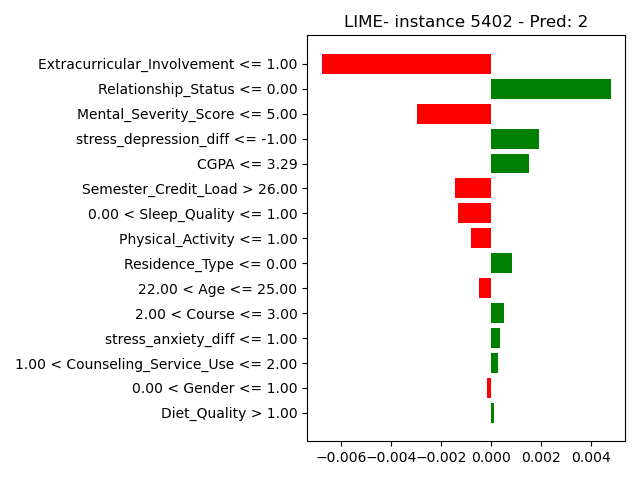 LIME- instance 5402 - Pred: 2
Extracurricular_Involvement <= 1.00
Relationship_Status <= 0.00
Mental_Severity_Score <= 5.00
stress_depression_diff <= -1.00
CGPA <= 3.29
Semester_Credit_Load > 26.00
0.00 < Sleep_Quality <= 1.00
Physical_Activity <= 1.00
Residence_Type <= 0.00
22.00 < Age <= 25.00
2.00 < Course <= 3.00
stress_anxiety_diff <= 1.00
1.00 < Counseling_Service_Use <= 2.00
0.00 < Gender <= 1.00
Diet_Quality > 1.00
−0.006 −0.004 −0.002 0.000 0.002 0.004